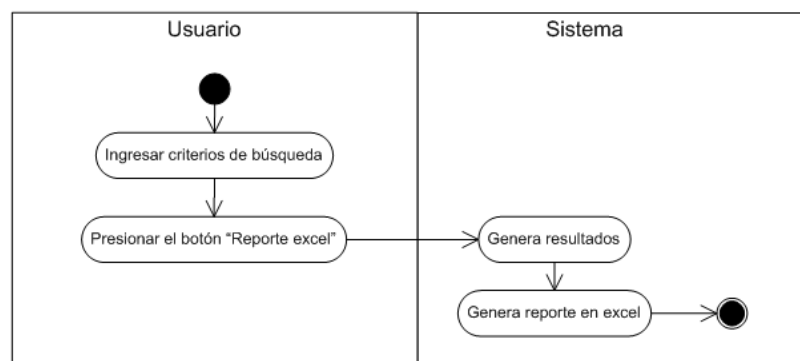 Usuario
Sistema
Ingresar criterios de búsqueda
Presionar el botón “Reporte excel”
Genera resultados
Genera reporte en excel